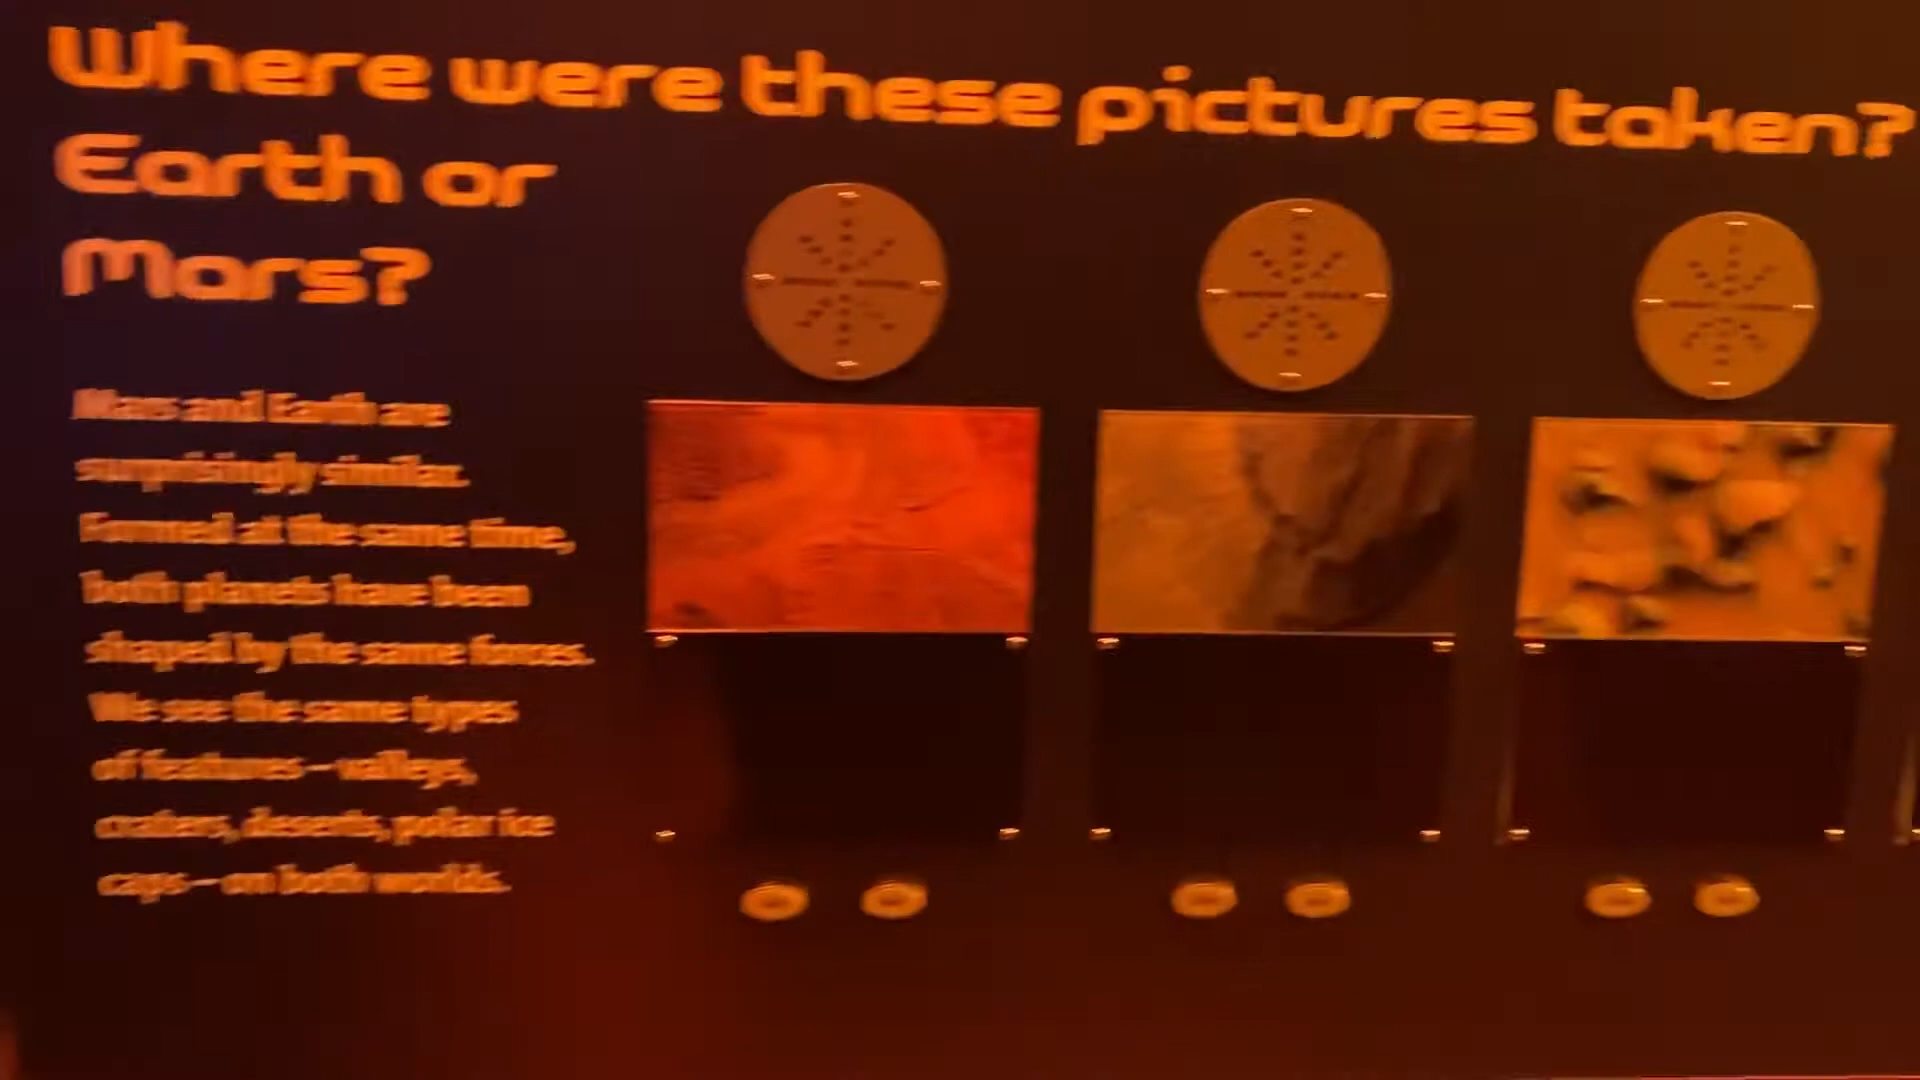 Where were these pictures taken?
Earth or
Mars?
Mars and Earth are
surprisingly similar.
Formed at the same time,
both planets have been
shaped by the same forces.
We see the same types
of features—valleys,
craters, deserts, polar ice
caps—on both worlds.